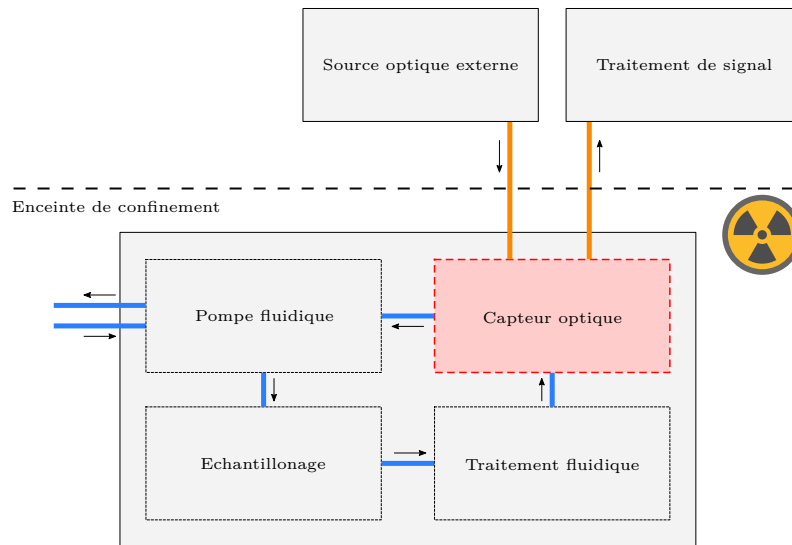 Source optique externe
Traitement de signal
Enceinte de confinement
Pompe fluidique
Capteur optique
Echantillonage
Traitement fluidique